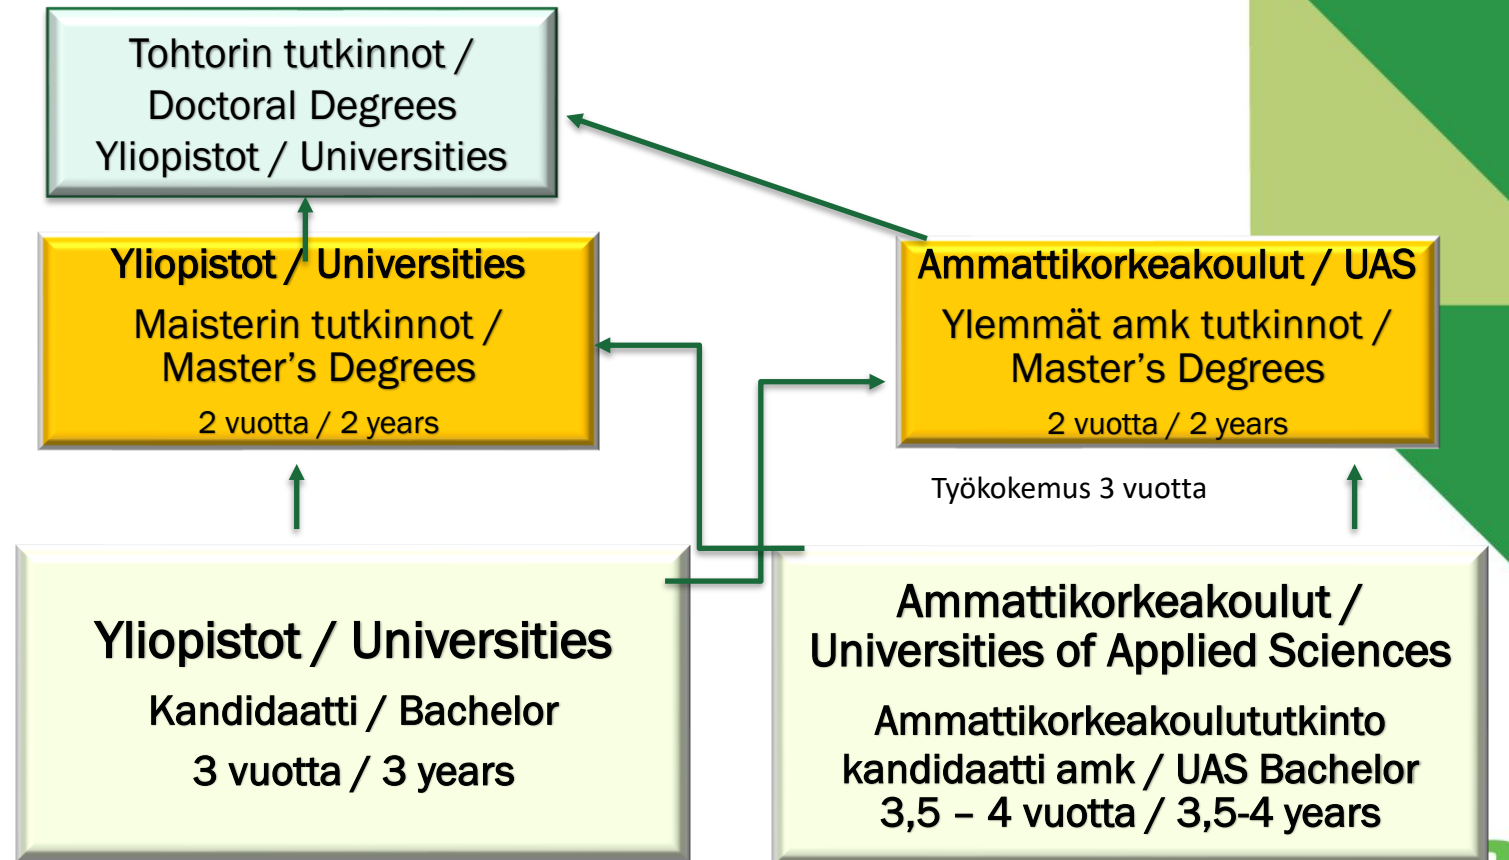 Tohtorin tutkinnot /
Doctoral Degrees
Yliopistot / Universities
Yliopistot / Universities
Maisterin tutkinnot /
Master’s Degrees
2 vuotta / 2 years
Ammattikorkeakoulut / UAS
Ylemmät amk tutkinnot /
Master’s Degrees
2 vuotta / 2 years
Työkokemus 3 vuotta
Yliopistot / Universities
Kandidaatti / Bachelor
3 vuotta / 3 years
Ammattikorkeakoulut /
Universities of Applied Sciences
Ammattikorkeakoulututkinto
kandidaatti amk / UAS Bachelor
3,5 – 4 vuotta / 3,5-4 years